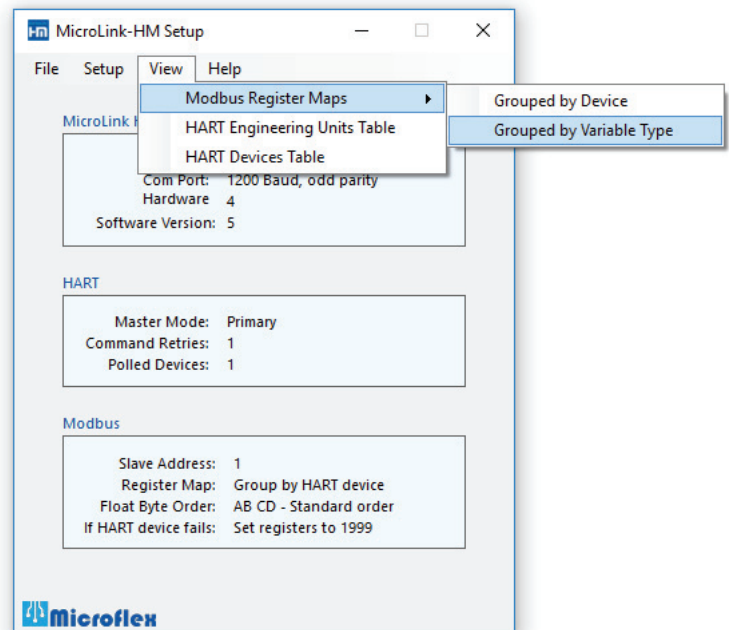 MicroLink-HM Setup
File Setup View Help
Modbus Register Maps
Grouped by Device
MicroLink
HART Engineering Units Table
Grouped by Variable Type
HART Devices Table
Com Port: 1200 Baud, odd parity
Hardware 4
Software Version: 5
HART
Master Mode: Primary
Command Retries: 1
Polled Devices: 1
Modbus
Slave Address: 1
Register Map: Group by HART device
Float Byte Order: AB CD - Standard order
If HART device fails: Set registers to 1999
Microflex